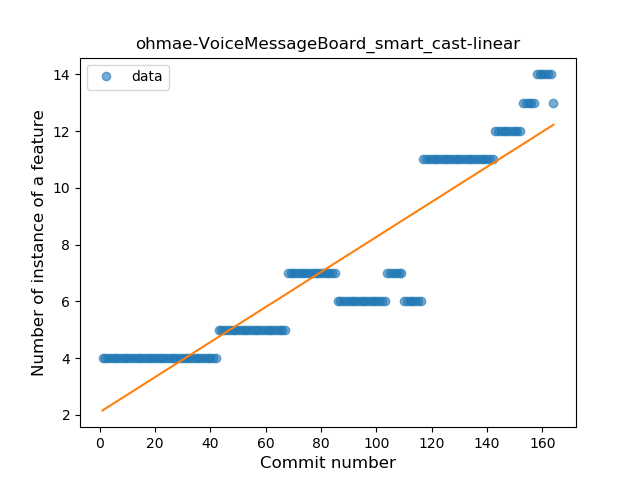 ohmae-VoiceMessageBoard_smart_cast-linear
data
Number of instance of a feature
14
12
10
8
6
4
2
0 20 40 60 80 100 120 140 160
Commit number